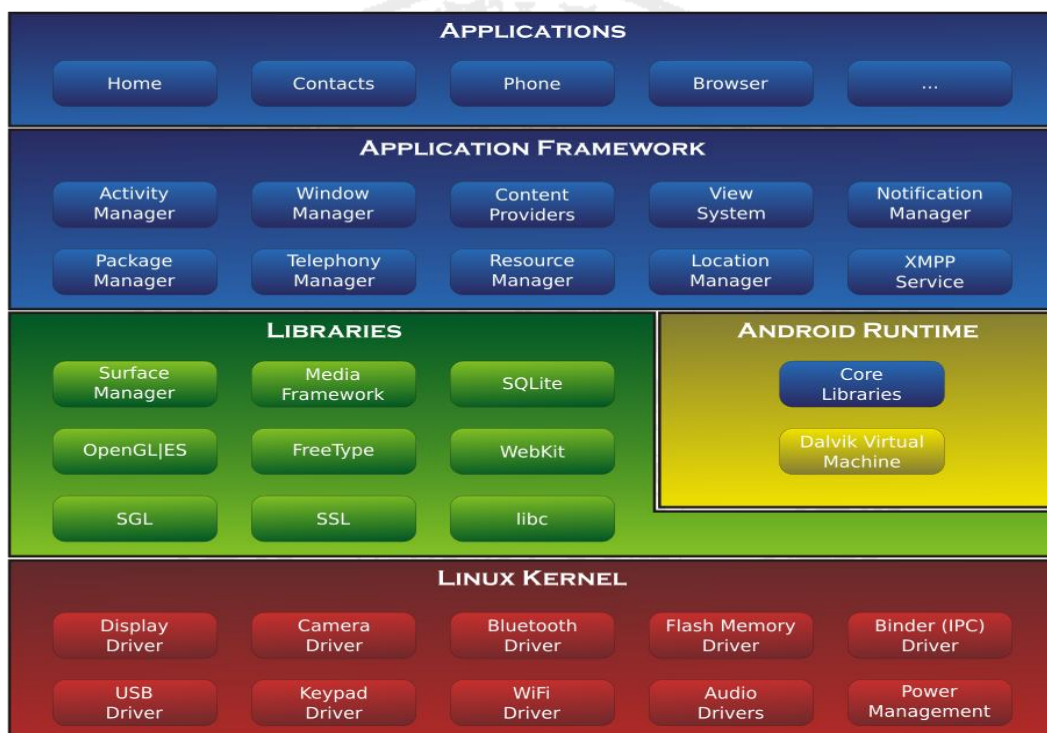 APPLICATIONS
Home
Contacts
Phone
Browser
...
APPLICATION FRAMEWORK
Activity
Manager
Window
Manager
Content
Providers
View
System
Notification
Manager
Package
Manager
Telephony
Manager
Resource
Manager
Location
Manager
XMPP
Service
LIBRARIES
Surface
Manager
Media
Framework
SQLite
OpenGL|ES
FreeType
WebKit
SGL
SSL
libc
ANDROID RUNTIME
Core
Libraries
Dalvik Virtual
Machine
LINUX KERNEL
Display
Driver
Camera
Driver
Bluetooth
Driver
Flash Memory
Driver
Binder (IPC)
Driver
USB
Driver
Keypad
Driver
WiFi
Driver
Audio
Drivers
Power
Management